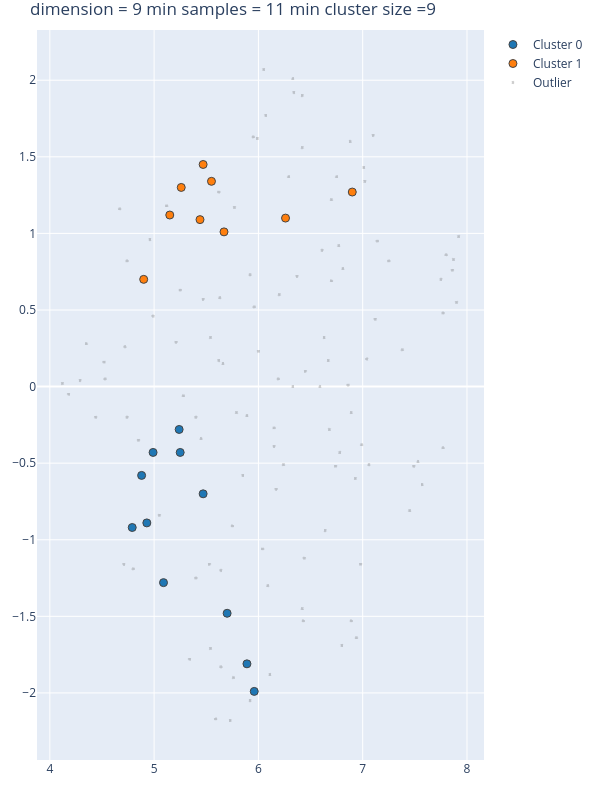 dimension = 9 min samples = 11 min cluster size =9
Cluster 0
Cluster 1
Outlier
2
1.5
1
0.5
0
−0.5
−1
−1.5
−2
4 5 6 7 8